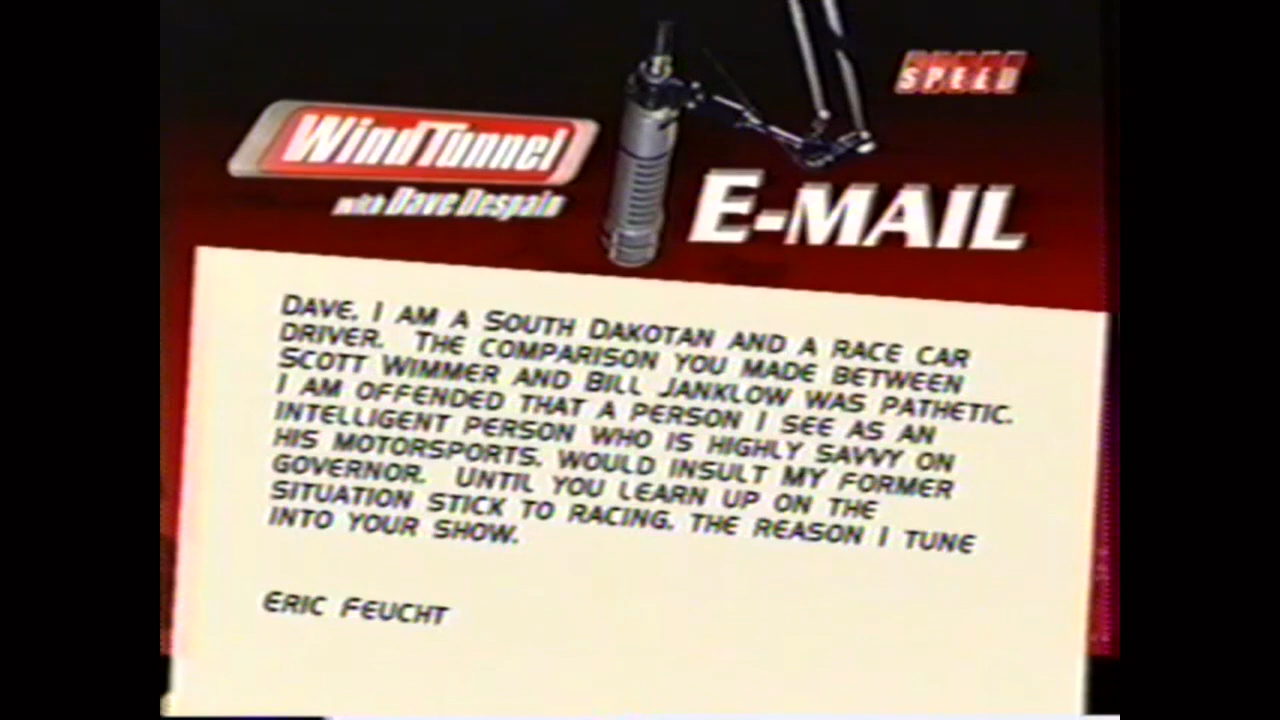 SPEED
WindTunnel
with Dave Despain
E-MAIL
DAVE, I AM A SOUTH DAKOTAN AND A RACE CAR
DRIVER. THE COMPARISON YOU MADE BETWEEN
SCOTT WIMMER AND BILL JANKLOW WAS PATHETIC.
I AM OFFENDED THAT A PERSON I SEE AS AN
INTELLIGENT PERSON WHO IS HIGHLY SAVVY ON
HIS MOTORSPORTS, WOULD INSULT MY FORMER
GOVERNOR. UNTIL YOU LEARN UP ON THE
SITUATION STICK TO RACING, THE REASON I TUNE
INTO YOUR SHOW.
ERIC FEUCHT